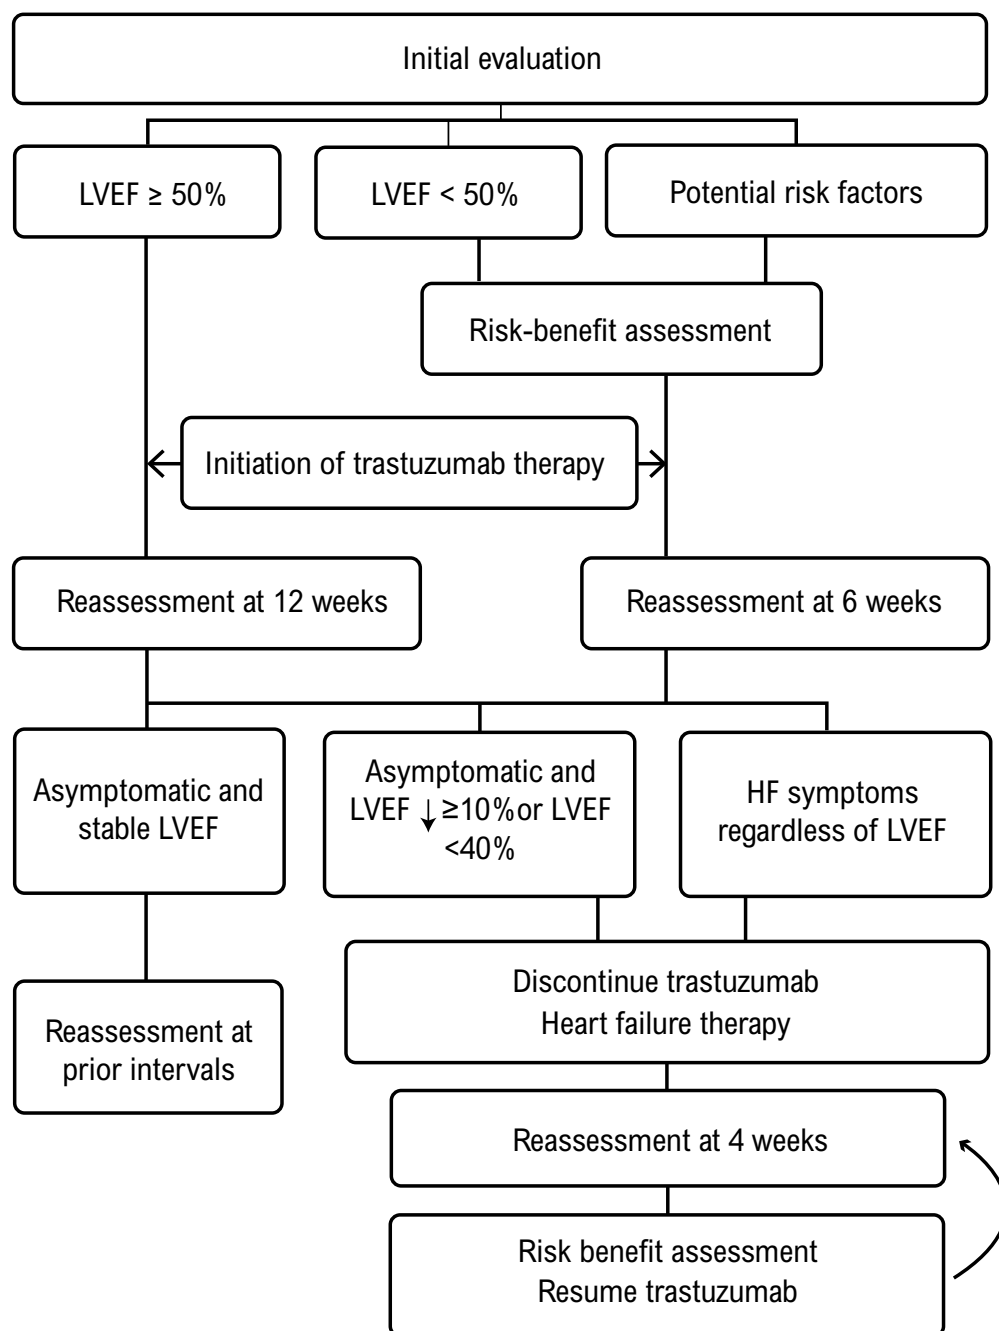 Initial evaluation
LVEF ≥ 50%
LVEF < 50%
Potential risk factors
Risk-benefit assessment
Initiation of trastuzumab therapy
Reassessment at 12 weeks
Reassessment at 6 weeks
Asymptomatic and
stable LVEF
Asymptomatic and
LVEF ↓ ≥10% or LVEF
<40%
HF symptoms
regardless of LVEF
Reassessment at
prior intervals
Discontinue trastuzumab
Heart failure therapy
Reassessment at 4 weeks
Risk benefit assessment
Resume trastuzumab